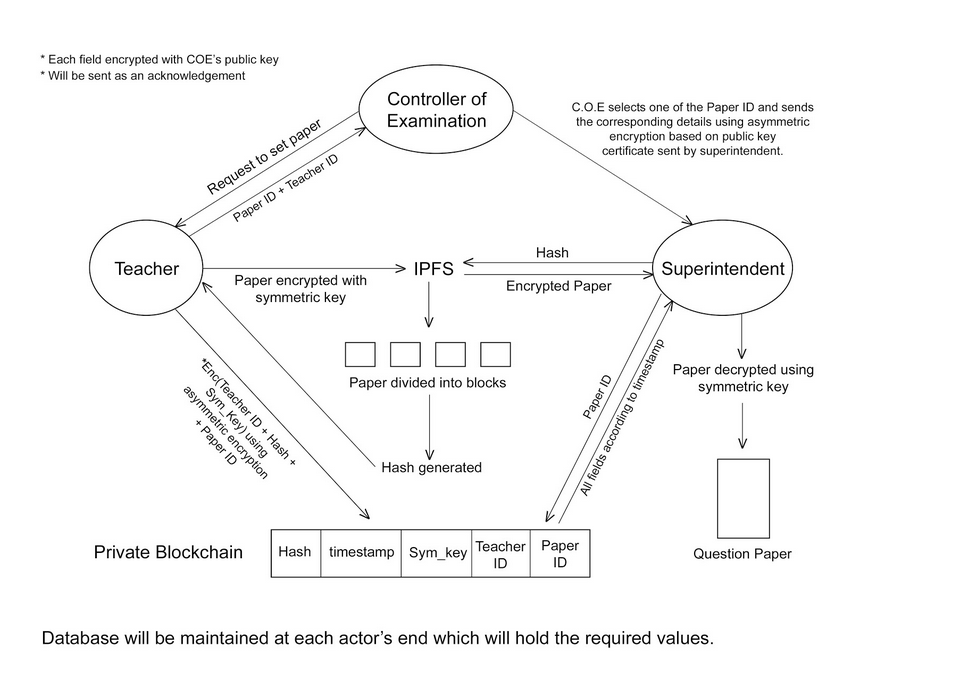 * Each field encrypted with COE's public key
* Will be sent as an acknowledgement
Controller of
Examination
C.O.E selects one of the Paper ID and sends
the corresponding details using asymmetric
encryption based on public key
certificate sent by superintendent.
Request to set paper
Paper ID + Teacher ID
Teacher
Paper encrypted with
symmetric key
IPFS
Hash
Encrypted Paper
Superintendent
Paper divided into blocks
Paper decrypted using
symmetric key
*Enc(Teacher ID + Hash +
Sym_Key) using
asymmetric encryption
+ Paper ID
Paper ID
All fields according to timestamp
Hash generated
Private Blockchain
Hash
timestamp
Sym_key
Teacher
ID
Paper
ID
Question Paper
Database will be maintained at each actor's end which will hold the required values.